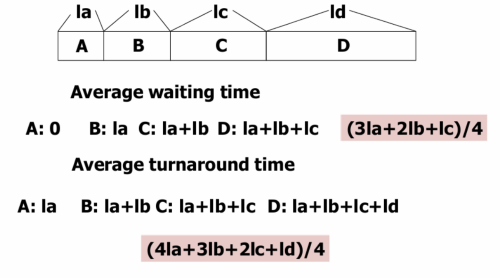 la lb lc ld
A B C D
Average waiting time
A: 0 B: la C: la+lb D: la+lb+lc (3la+2lb+lc)/4
Average turnaround time
A: la B: la+lb C: la+lb+lc D: la+lb+lc+ld
(4la+3lb+2lc+ld)/4